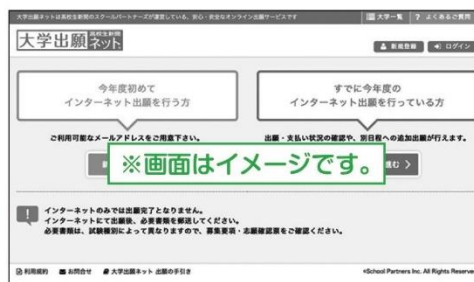 大学出願ネットは高校生新聞のスクールパートナーズが運営している、安心・安全なオンライン出願サービスです
大学一覧 ? よくあるご質問
大学出願 高校生新聞 ネット
新規登録 ログイン
今年度初めて
インターネット出願を行う方
すでに今年度の
インターネット出願を行っている方
ご利用可能なメールアドレスをご用意下さい。
出願・支払い状況の確認や、別日程への追加出願が行えます。
※画面はイメージです。
進む >
! インターネットのみでは出願完了となりません。
インターネットにて出願後、必要書類を郵送してください。
必要書類は、試験種別によって異なりますので、募集要項・志願確認票をご確認ください。
利用規約 お問合せ 大学出願ネット 出願の手引き
©School Partners Inc. All Rights Reserve